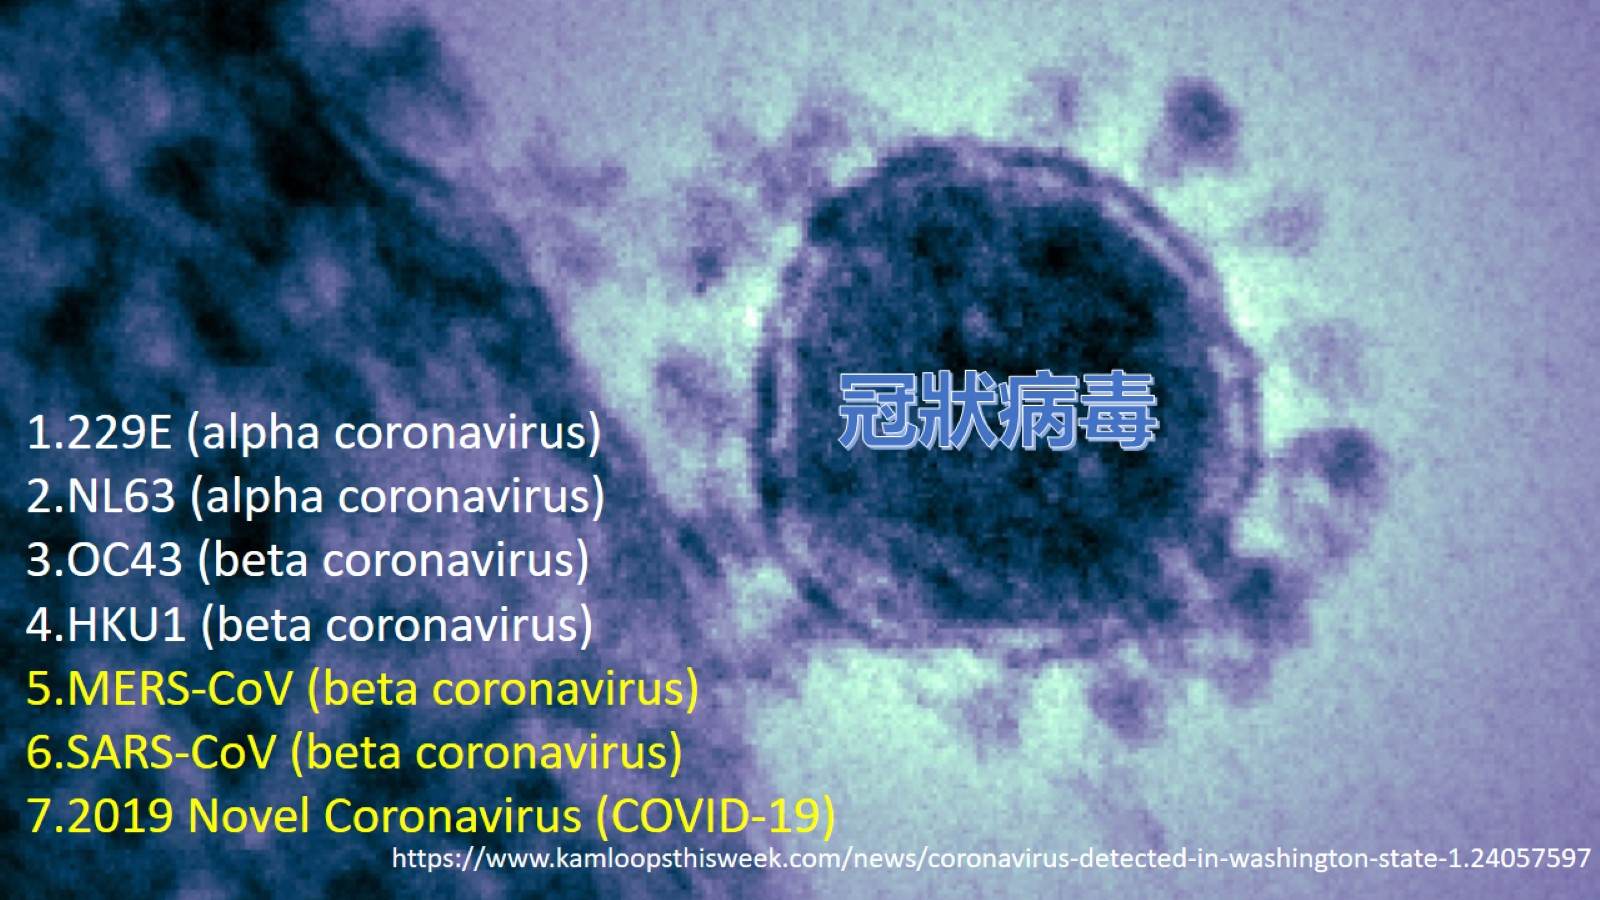 冠狀病毒
1.229E (alpha coronavirus)
2.NL63 (alpha coronavirus)
3.OC43 (beta coronavirus)
4.HKU1 (beta coronavirus)
5.MERS-CoV (beta coronavirus)
6.SARS-CoV (beta coronavirus)
7.2019 Novel Coronavirus (COVID-19)
https://www.kamloopsthisweek.com/news/coronavirus-detected-in-washington-state-1.24057597